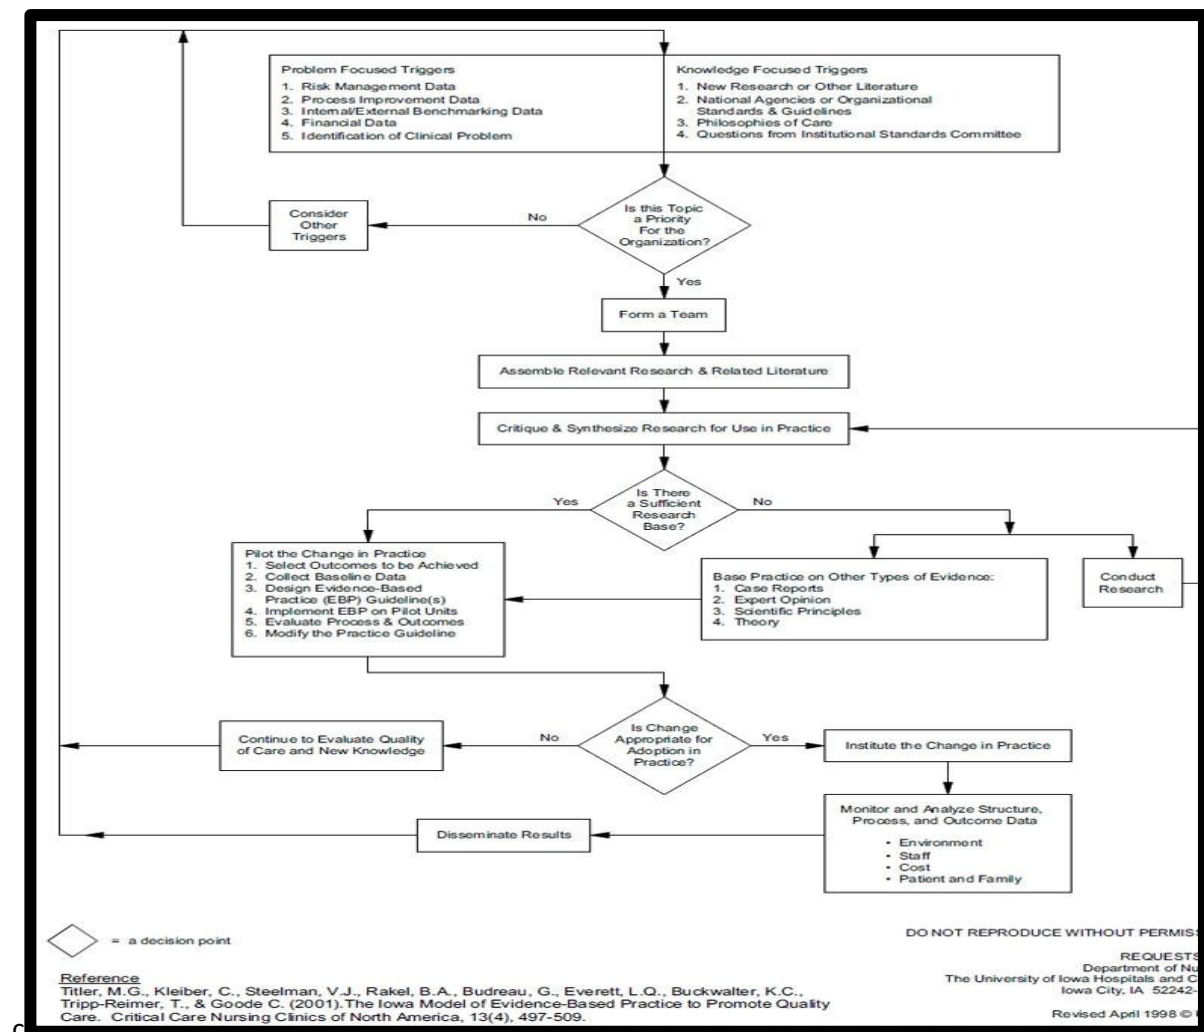 Problem Focused Triggers
1. Risk Management Data
2. Process Improvement Data
3. Internal/External Benchmarking Data
4. Financial Data
5. Identification of Clinical Problem
Knowledge Focused Triggers
1. New Research or Other Literature
2. National Agencies or Organizational
Standards & Guidelines
3. Philosophies of Care
4. Questions from Institutional Standards Committee
Consider
Other
Triggers
No
Is this Topic
a Priority
For the
Organization?
Yes
Form a Team
Assemble Relevant Research & Related Literature
Critique & Synthesize Research for Use in Practice
Yes
Is There
a Sufficient
Research
Base?
No
Pilot the Change in Practice
1. Select Outcomes to be Achieved
2. Collect Baseline Data
3. Design Evidence-Based
Practice (EBP) Guideline(s)
4. Implement EBP on Pilot Units
5. Evaluate Process & Outcomes
6. Modify the Practice Guideline
Base Practice on Other Types of Evidence:
1. Case Reports
2. Expert Opinion
3. Scientific Principles
4. Theory
Conduct
Research
Continue to Evaluate Quality
of Care and New Knowledge
No
Is Change
Appropriate for
Adoption in
Practice?
Yes
Institute the Change in Practice
Monitor and Analyze Structure,
Process, and Outcome Data
• Environment
• Staff
• Cost
• Patient and Family
Disseminate Results
= a decision point
DO NOT REPRODUCE WITHOUT
REQUESTS
Department of
The University of Iowa Hospitals and
Iowa City, IA 52242-
Revised April 1998 ©
Reference
Titler, M.G., Kleiber, C., Steelman, V.J., Rakel, B.A., Budreau, G., Everett, L.Q., Buckwalter, K.C.,
Tripp-Reimer, T., & Goode C. (2001).The Iowa Model of Evidence-Based Practice to Promote Quality
Care. Critical Care Nursing Clinics of North America, 13(4), 497-509.